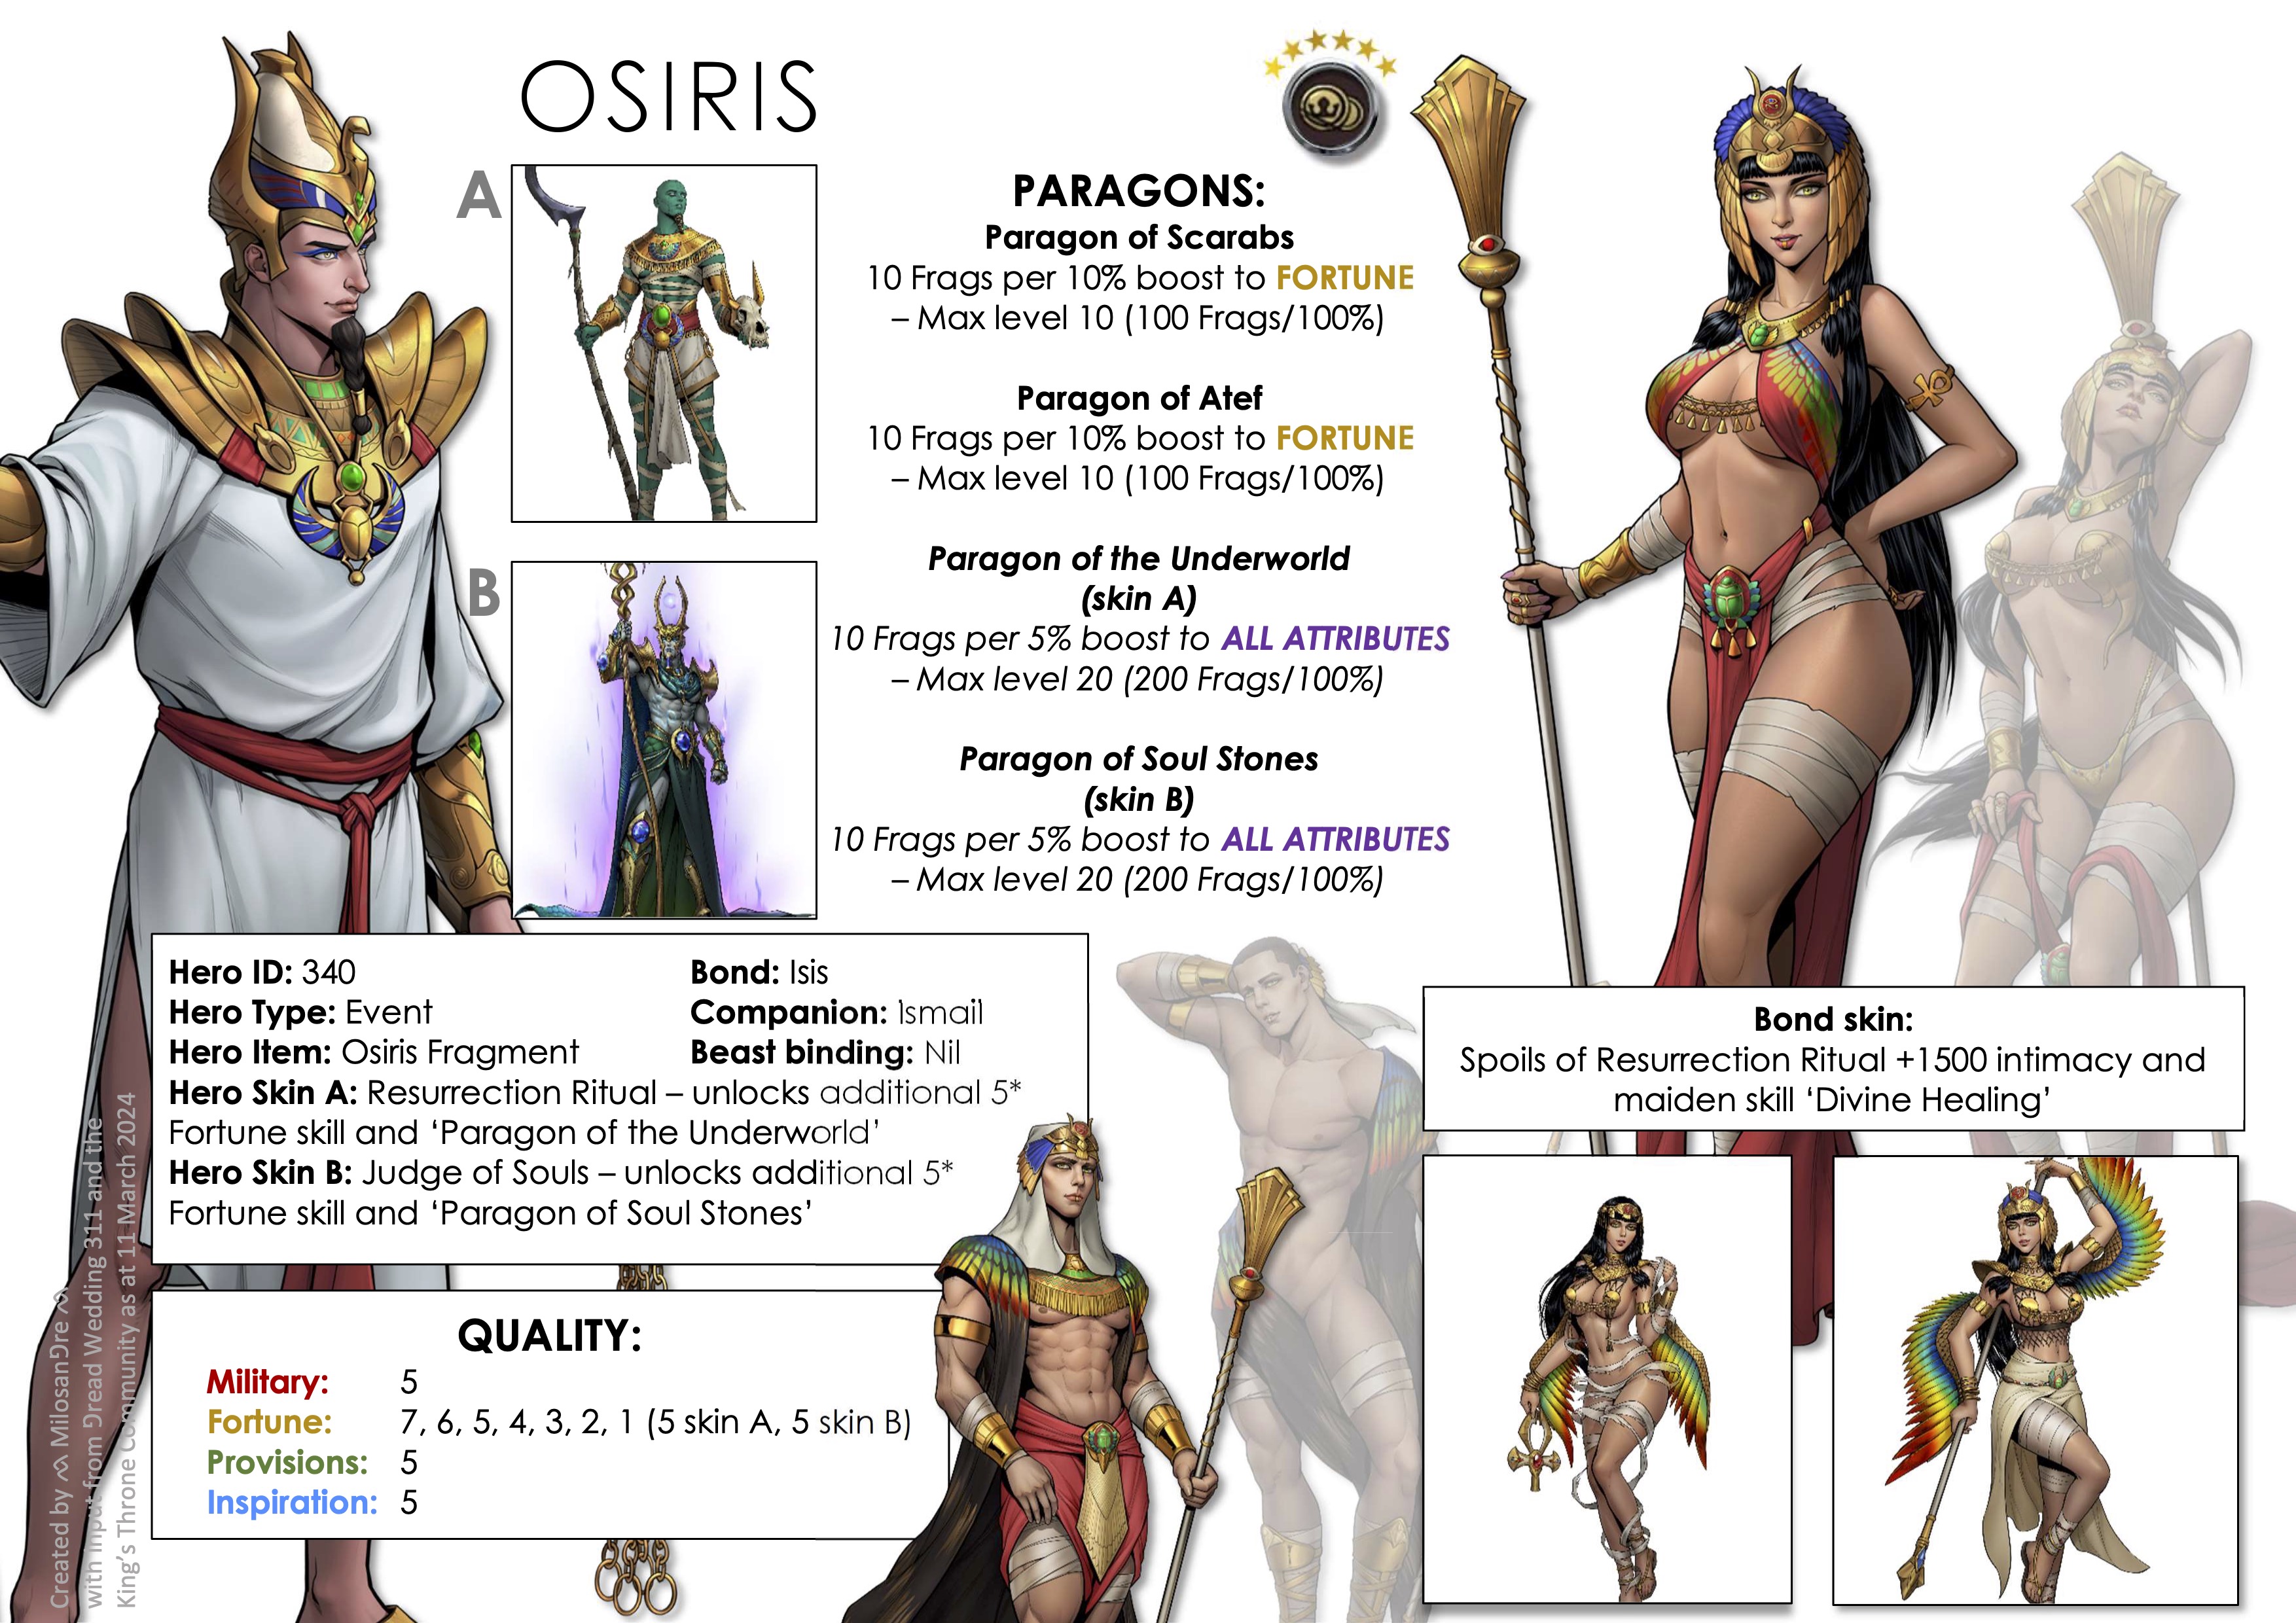 OSIRIS
A
B
PARAGONS:
Paragon of Scarabs
10 Frags per 10% boost to FORTUNE
– Max level 10 (100 Frags/100%)
Paragon of Atef
10 Frags per 10% boost to FORTUNE
– Max level 10 (100 Frags/100%)
Paragon of the Underworld
(skin A)
10 Frags per 5% boost to ALL ATTRIBUTES
– Max level 20 (200 Frags/100%)
Paragon of Soul Stones
(skin B)
10 Frags per 5% boost to ALL ATTRIBUTES
– Max level 20 (200 Frags/100%)
Hero ID: 340 Bond: Isis
Hero Type: Event Companion: Ismail
Hero Item: Osiris Fragment Beast binding: Nil
Hero Skin A: Resurrection Ritual – unlocks additional 5*
Fortune skill and ‘Paragon of the Underworld’
Hero Skin B: Judge of Souls – unlocks additional 5*
Fortune skill and ‘Paragon of Soul Stones’
QUALITY:
Military: 5
Fortune: 7, 6, 5, 4, 3, 2, 1 (5 skin A, 5 skin B)
Provisions: 5
Inspiration: 5
Bond skin:
Spoils of Resurrection Ritual +1500 intimacy and
maiden skill ‘Divine Healing’
Created by ᨒ MilosanƋre ᨒ
with input from Ɗread Wedding 311 and the
King’s Throne Community as at 11 March 2024